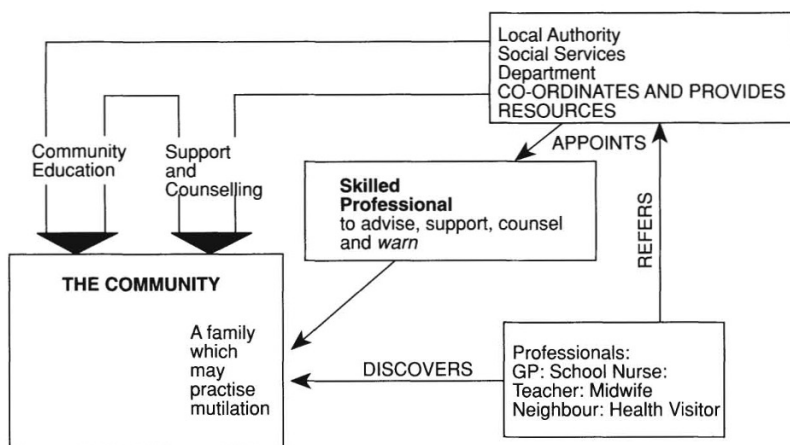 Local Authority
Social Services
Department
CO-ORDINATES AND PROVIDES
RESOURCES
APPOINTS
Community
Education
Support
and
Counselling
Skilled
Professional
to advise, support, counsel
and warn
REFERS
THE COMMUNITY
A family
which
may
practise
mutilation
DISCOVERS
Professionals:
GP: School Nurse:
Teacher: Midwife
Neighbour: Health Visitor